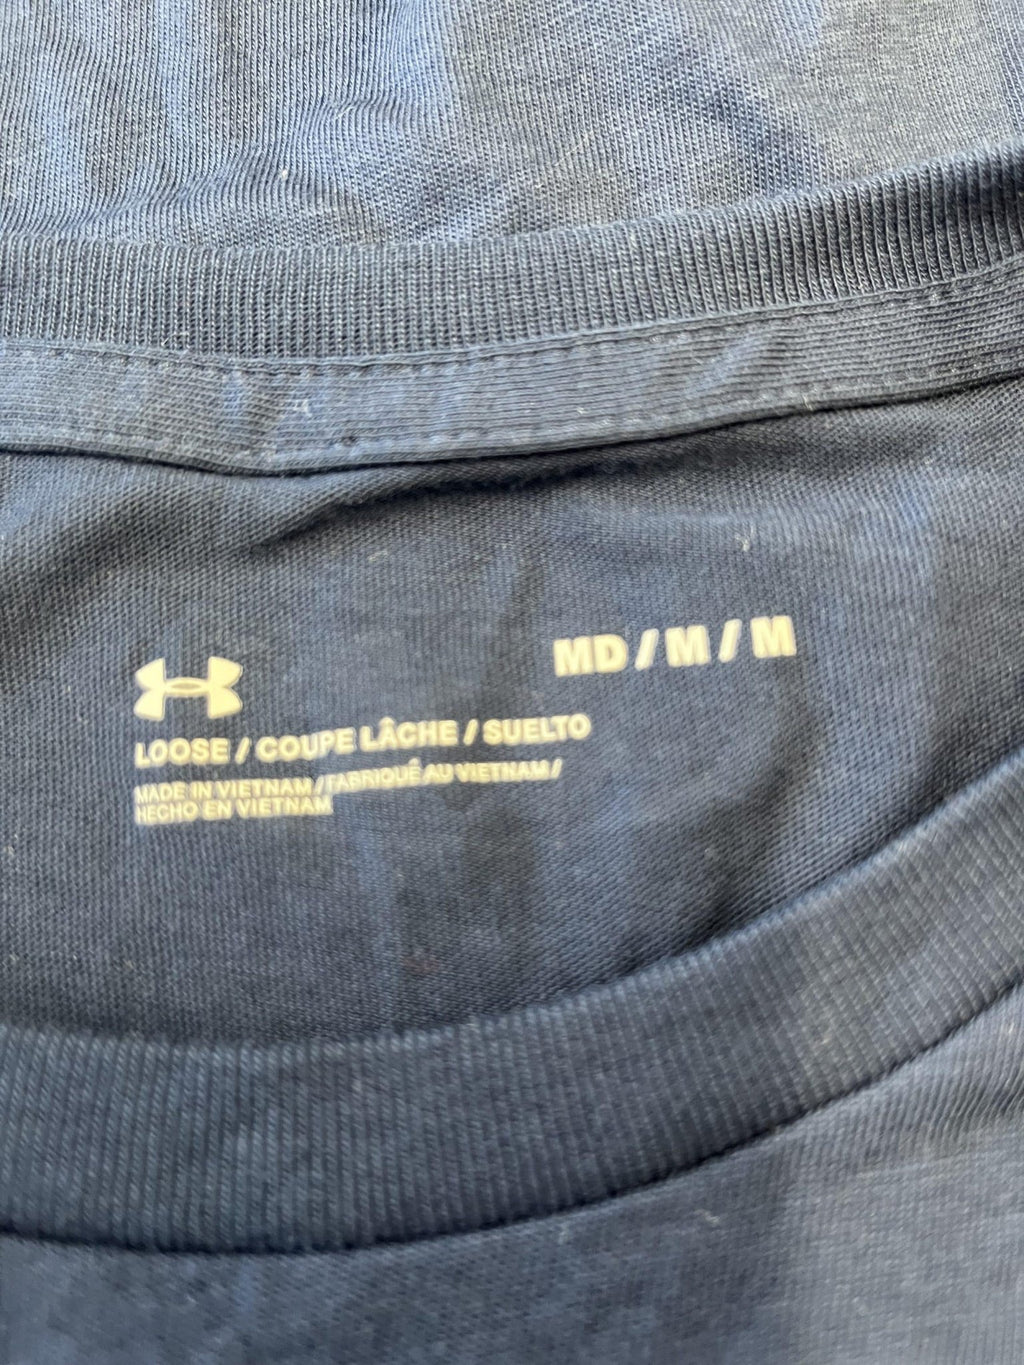 MD / M / M
LOOSE / COUPE LÂCHE / SUELTO
MADE IN VIETNAM / FABRIQUÉ AU VIETNAM /
HECHO EN VIETNAM